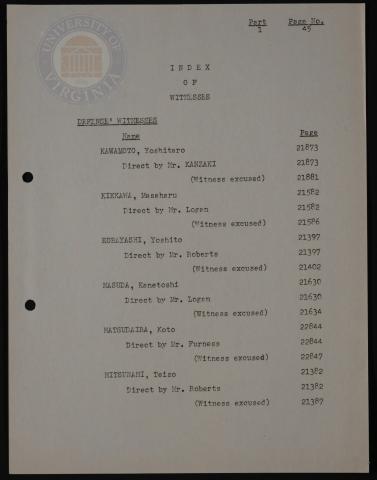 UNIVERSITY OF VIRGINIA
Part Page No.
1 45
INDEX
OF
WITNESSES
DEFENSE' WITNESSES
Name Page
KAWAMOTO, Yoshitaro 21873
Direct by Mr. KANZAKI 21873
(Witness excused) 21881
KIKKAWA, Masaharu 21582
Direct by Mr. Logan 21582
(Witness excused) 21586
KOBAYASHI, Yoshito 21397
Direct by Mr. Roberts 21397
(Witness excused) 21402
MASUDA, Kanetoshi 21630
Direct by Mr. Logan 21630
(Witness excused) 21634
MATSUDAIRA, Koto 22844
Direct by Mr. Furness 22844
(Witness excused) 22847
MITSUNAMI, Teizo 21382
Direct by Mr. Roberts 21382
(Witness excused) 21387